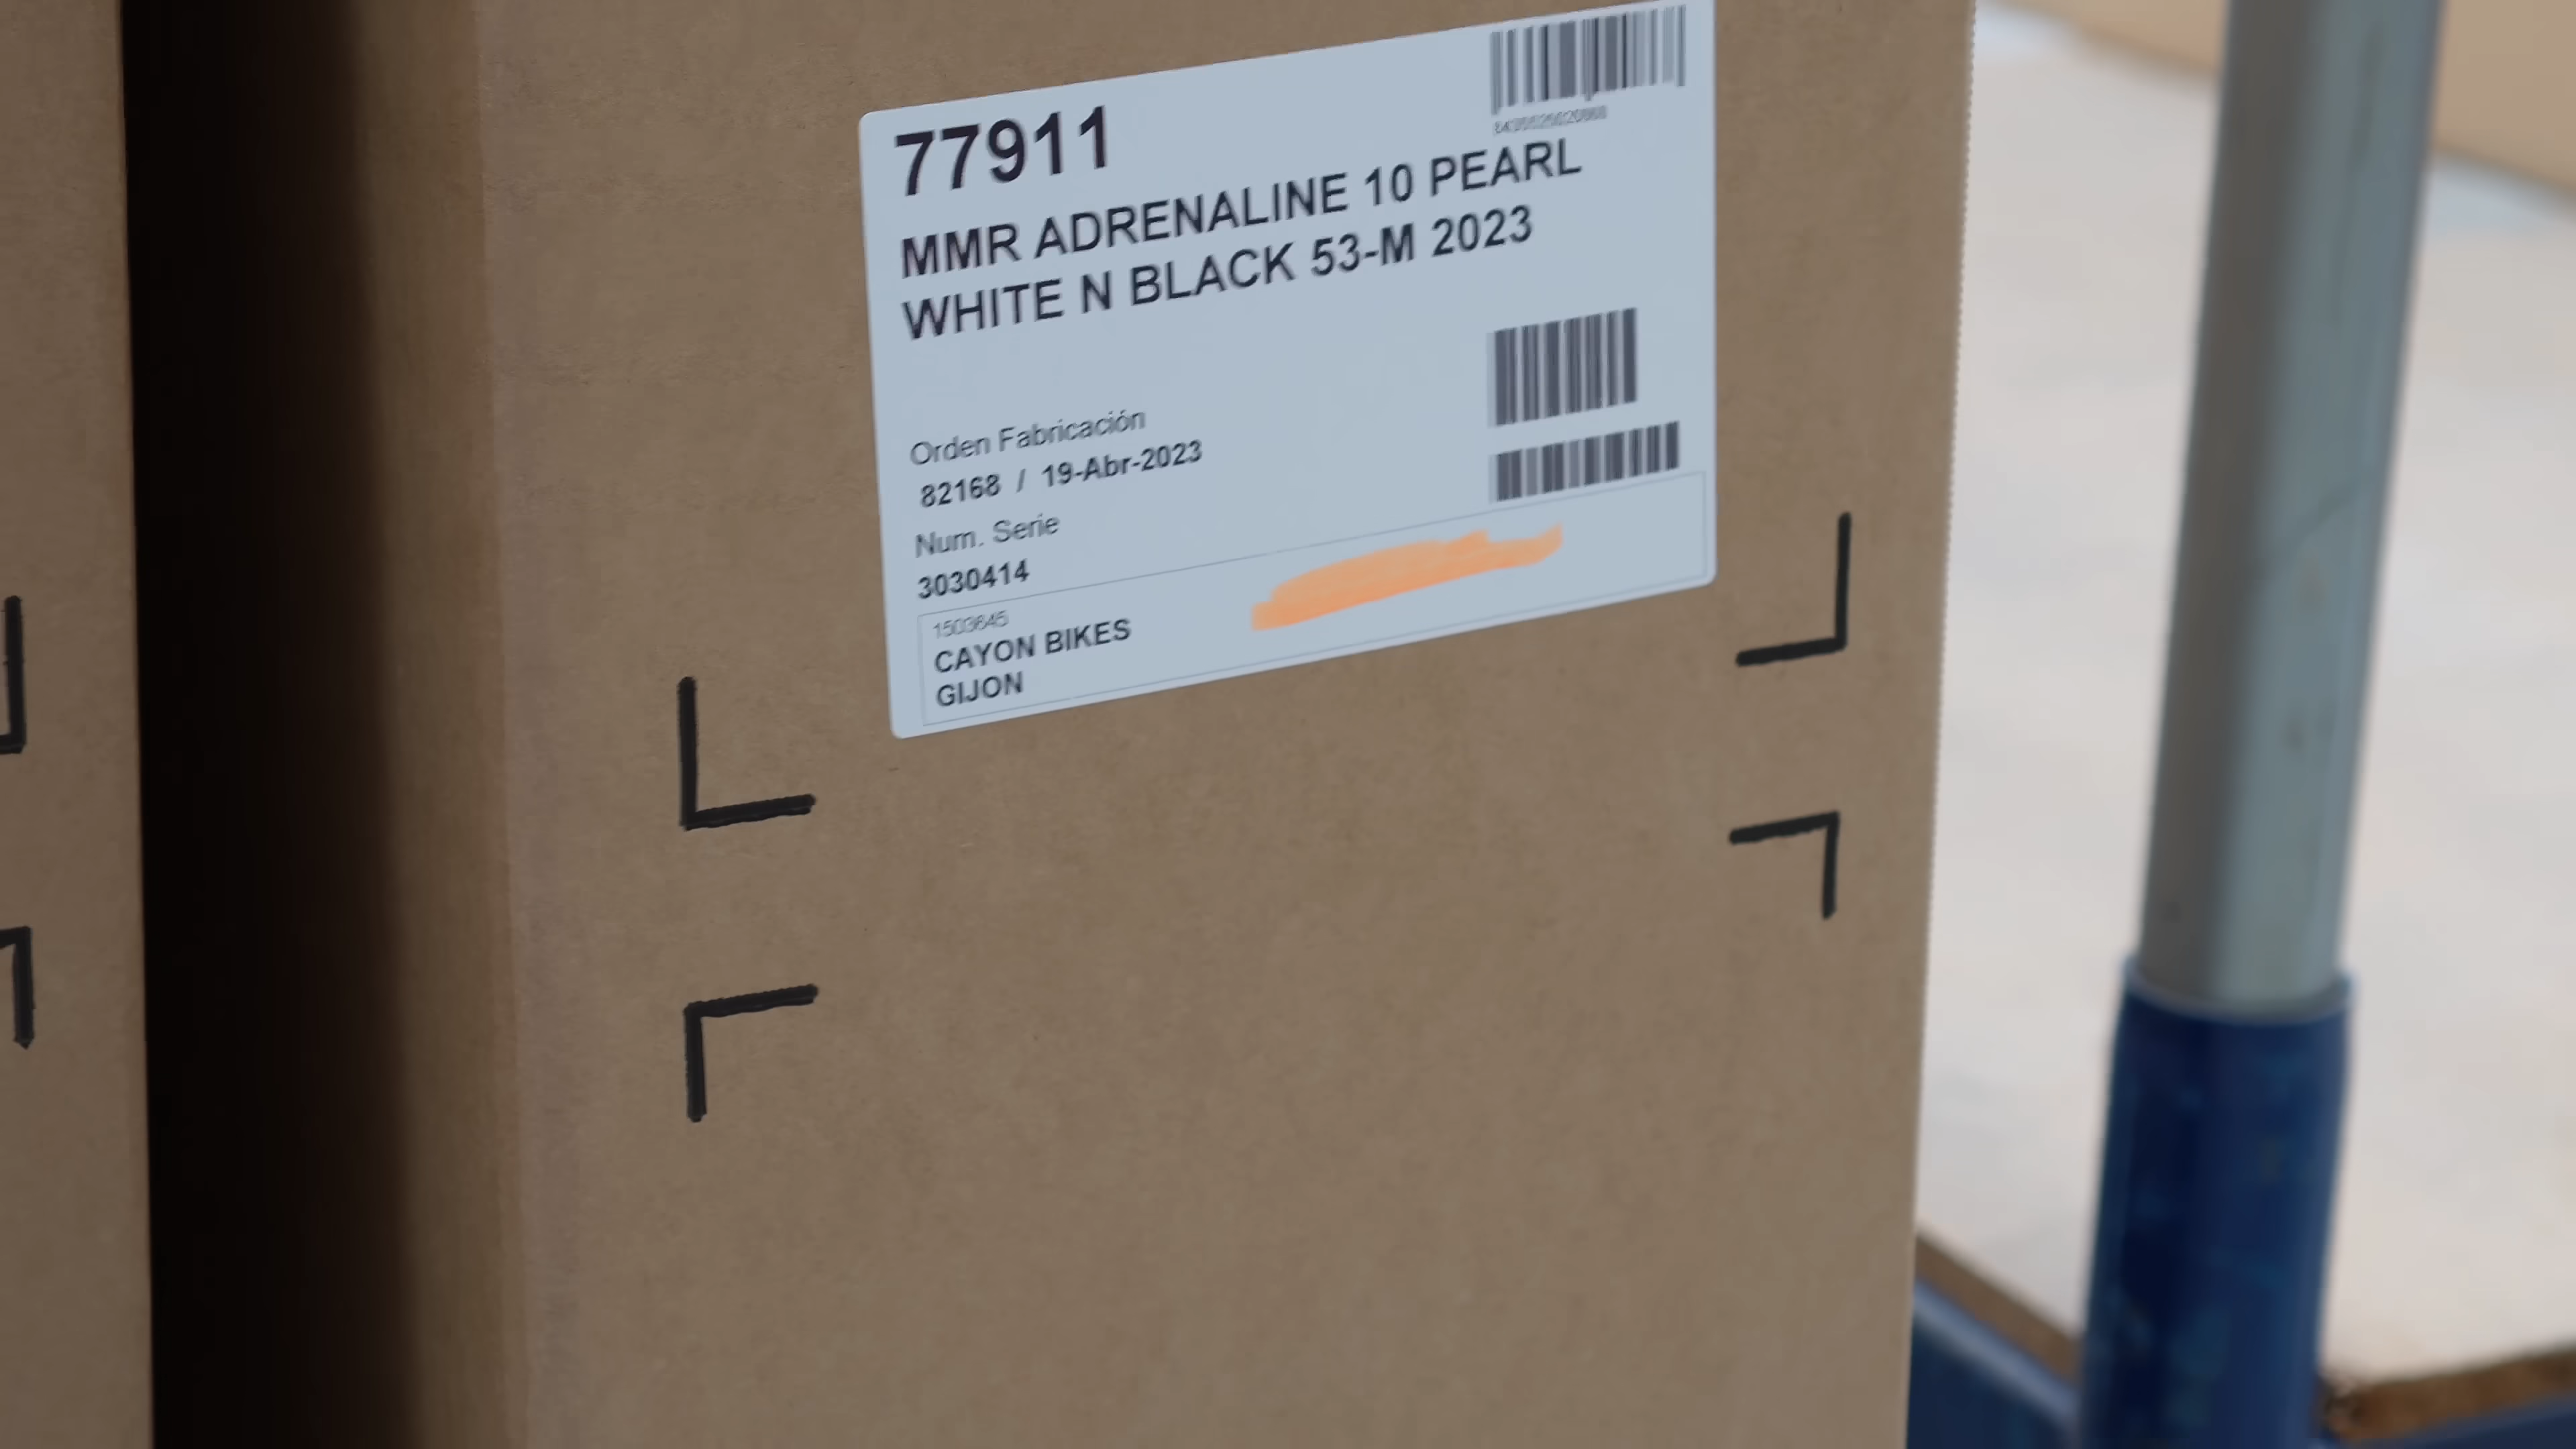 77911
MMR ADRENALINE 10 PEARL
WHITE N BLACK 53-M 2023
Orden Fabricación
82168 / 19-Abr-2023
Num. Serie
3030414
1503645
CAYON BIKES
GIJON